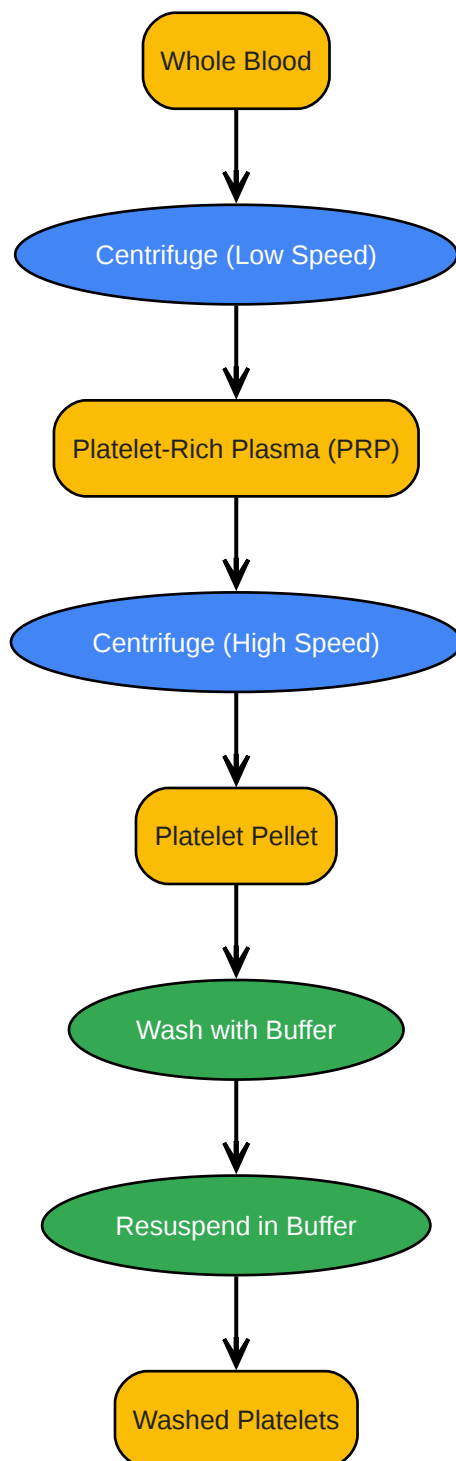 Whole Blood
Centrifuge (Low Speed)
Platelet-Rich Plasma (PRP)
Centrifuge (High Speed)
Platelet Pellet
Wash with Buffer
Resuspend in Buffer
Washed Platelets